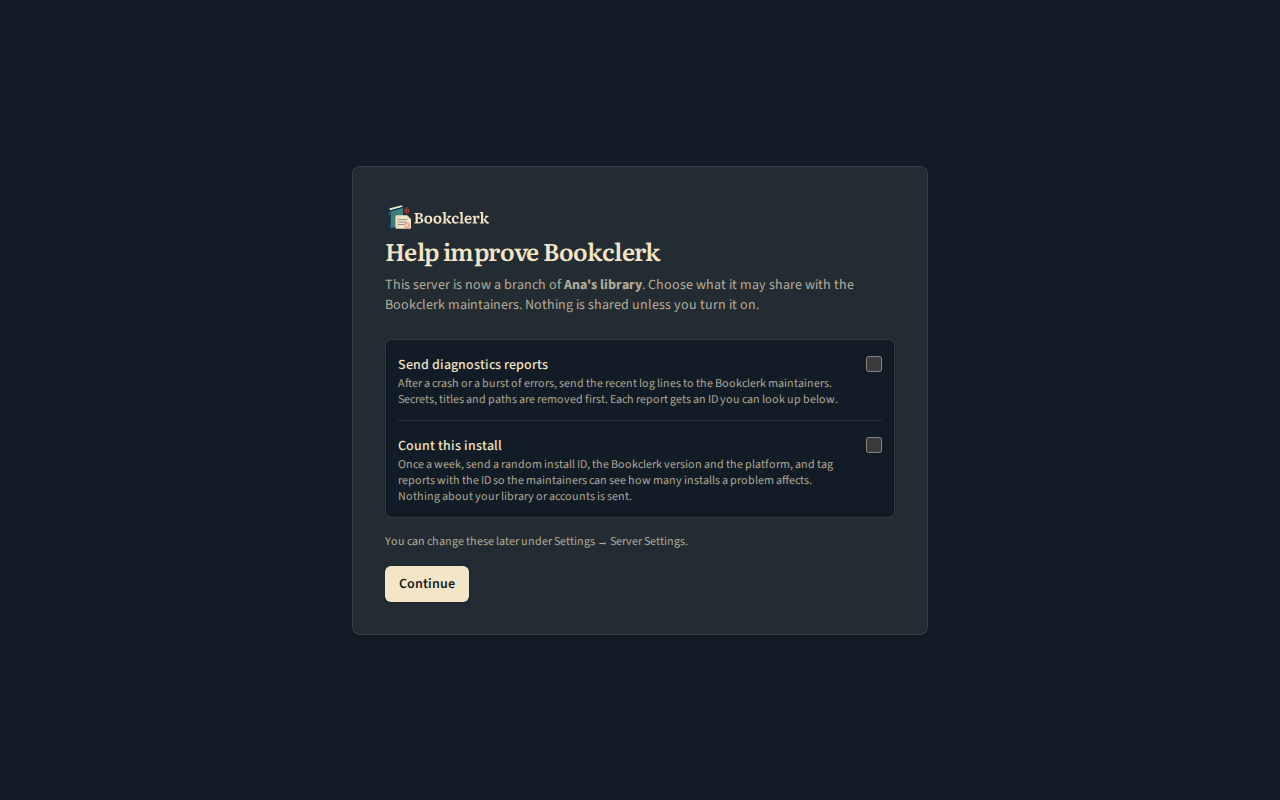 Bookclerk
Help improve Bookclerk
This server is now a branch of Ana's library. Choose what it may share with the
Bookclerk maintainers. Nothing is shared unless you turn it on.
Send diagnostics reports
After a crash or a burst of errors, send the recent log lines to the Bookclerk maintainers.
Secrets, titles and paths are removed first. Each report gets an ID you can look up below.
Count this install
Once a week, send a random install ID, the Bookclerk version and the platform, and tag
reports with the ID so the maintainers can see how many installs a problem affects.
Nothing about your library or accounts is sent.
You can change these later under Settings → Server Settings.
Continue